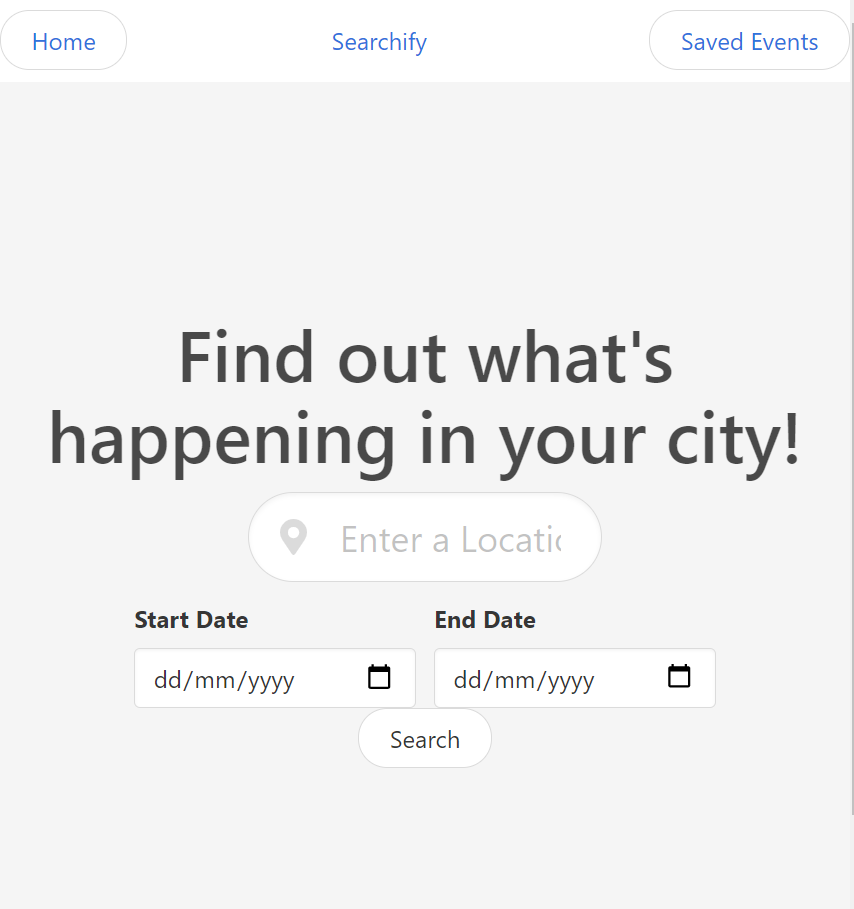 Home Searchify Saved Events
Find out what's
happening in your city!
Enter a Locatio
Start Date End Date
dd/mm/yyyy dd/mm/yyyy
Search